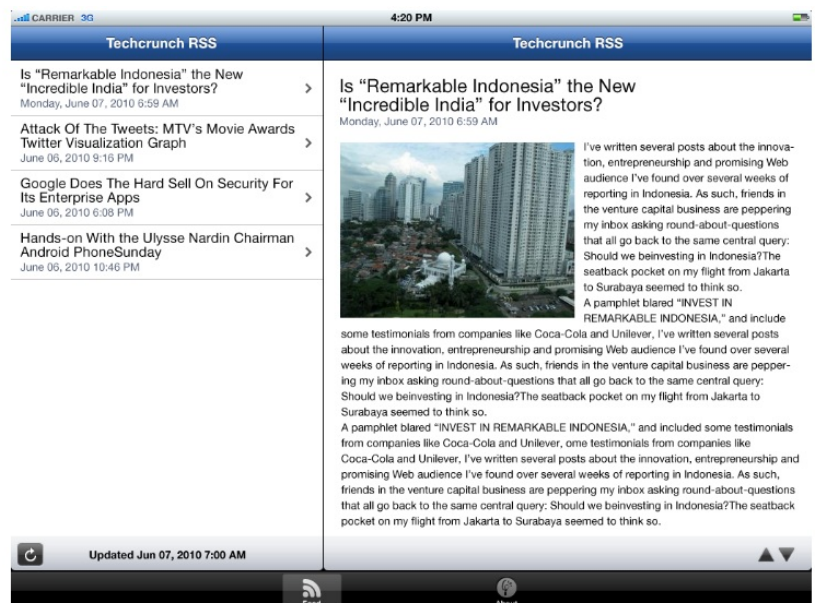 CARRIER 3G
4:20 PM
Techcrunch RSS
Is “Remarkable Indonesia” the New
“Incredible India” for Investors?
Monday, June 07, 2010 6:59 AM
Attack Of The Tweets: MTV's Movie Awards
Twitter Visualization Graph
June 06, 2010 9:16 PM
Google Does The Hard Sell On Security For
Its Enterprise Apps
June 06, 2010 6:08 PM
Hands-on With the Ulysse Nardin Chairman
Android PhoneSunday
June 06, 2010 10:46 PM
Updated Jun 07, 2010 7:00 AM
Techcrunch RSS
Is “Remarkable Indonesia” the New
“Incredible India” for Investors?
Monday, June 07, 2010 6:59 AM
I've written several posts about the innova-
tion, entrepreneurship and promising Web
audience I've found over several weeks of
reporting in Indonesia. As such, friends in
the venture capital business are peppering
my inbox asking round-about-questions
that all go back to the same central query:
Should we beinvesting in Indonesia?The
seatback pocket on my flight from Jakarta
to Surabaya seemed to think so.
A pamphlet blared “INVEST IN
REMARKABLE INDONESIA,” and include
some testimonials from companies like Coca-Cola and Unilever, I've written several posts
about the innovation, entrepreneurship and promising Web audience I've found over several
weeks of reporting in Indonesia. As such, friends in the venture capital business are pepper-
ing my inbox asking round-about-questions that all go back to the same central query:
Should we beinvesting in Indonesia?The seatback pocket on my flight from Jakarta to
Surabaya seemed to think so.
A pamphlet blared “INVEST IN REMARKABLE INDONESIA,” and included some testimonials
from companies like Coca-Cola and Unilever, ome testimonials from companies like
Coca-Cola and Unilever, I've written several posts about the innovation, entrepreneurship and
promising Web audience I've found over several weeks of reporting in Indonesia. As such,
friends in the venture capital business are peppering my inbox asking round-about-questions
that all go back to the same central query: Should we beinvesting in Indonesia?The seatback
pocket on my flight from Jakarta to Surabaya seemed to think so.
Feed
About